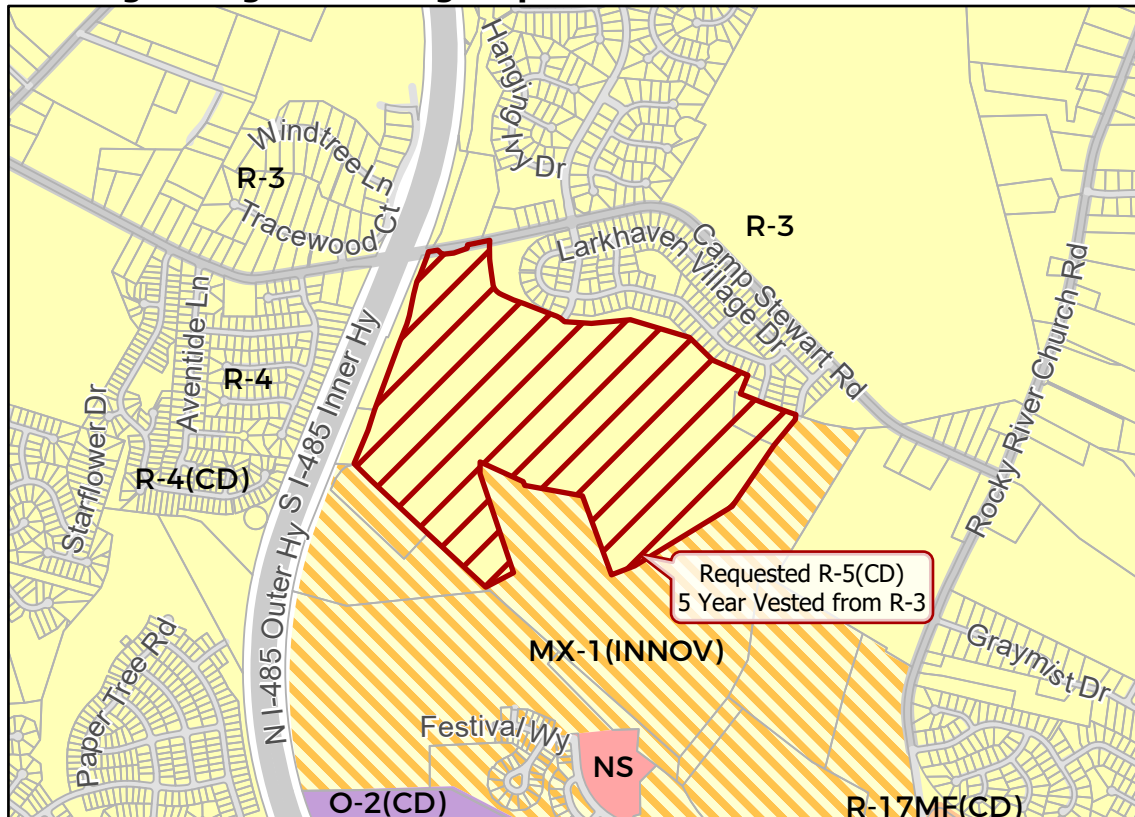 Hanging Ivy Dr
Windtree Ln
R-3
Tracewood Ct
R-3
Larkhaven Village Dr
Camp Stewart Rd
Rocky River Church Rd
Aventide Ln
R-4
Starflower Dr
R-4(CD)
S I-485 Inner Hy
N I-485 Outer Hy
Requested R-5(CD)
5 Year Vested from R-3
MX-1(INNOV)
Graymist Dr
Paper Tree Rd
Festival Wy
NS
O-2(CD)
R-17MF(CD)